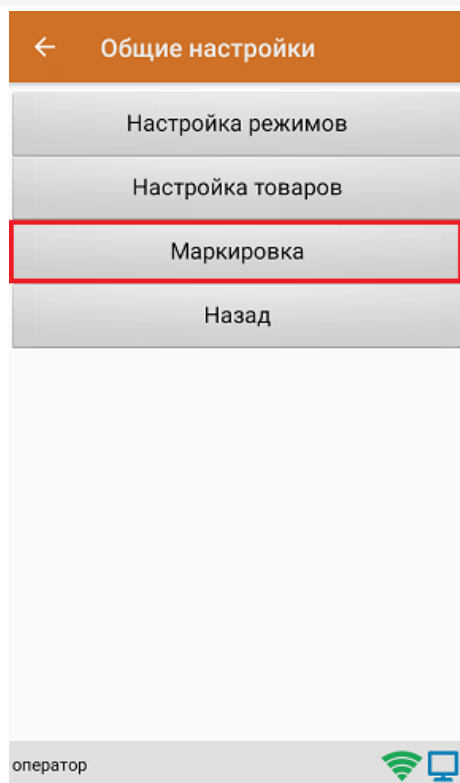 Общие настройки
Настройка режимов
Настройка товаров
Маркировка
Назад
оператор